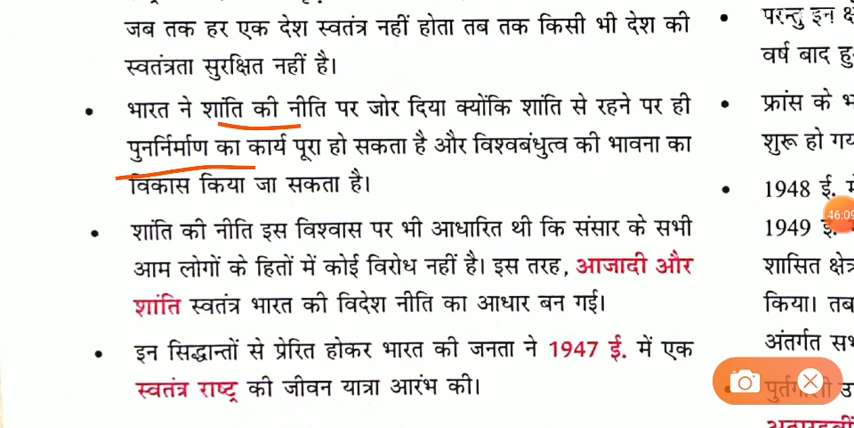 जब तक हर एक देश स्वतंत्र नहीं होता तब तक किसी भी देश की
स्वतंत्रता सुरक्षित नहीं है।
• भारत ने शांति की नीति पर जोर दिया क्योंकि शांति से रहने पर ही
पुनर्निर्माण का कार्य पूरा हो सकता है और विश्वबंधुत्व की भावना का
विकास किया जा सकता है।
• शांति की नीति इस विश्वास पर भी आधारित थी कि संसार के सभी
आम लोगों के हितों में कोई विरोध नहीं है। इस तरह, आजादी और
शांति स्वतंत्र भारत की विदेश नीति का आधार बन गई।
• इन सिद्धान्तों से प्रेरित होकर भारत की जनता ने 1947 ई. में एक
स्वतंत्र राष्ट्र की जीवन यात्रा आरंभ की।
• परन्तु इन
वर्ष बाद
• फ्रांस के
शुरू हो
• 1948 ई.
1949 ई.
शासित क्षेत्र
किया। तब
अंतर्गत
46:09